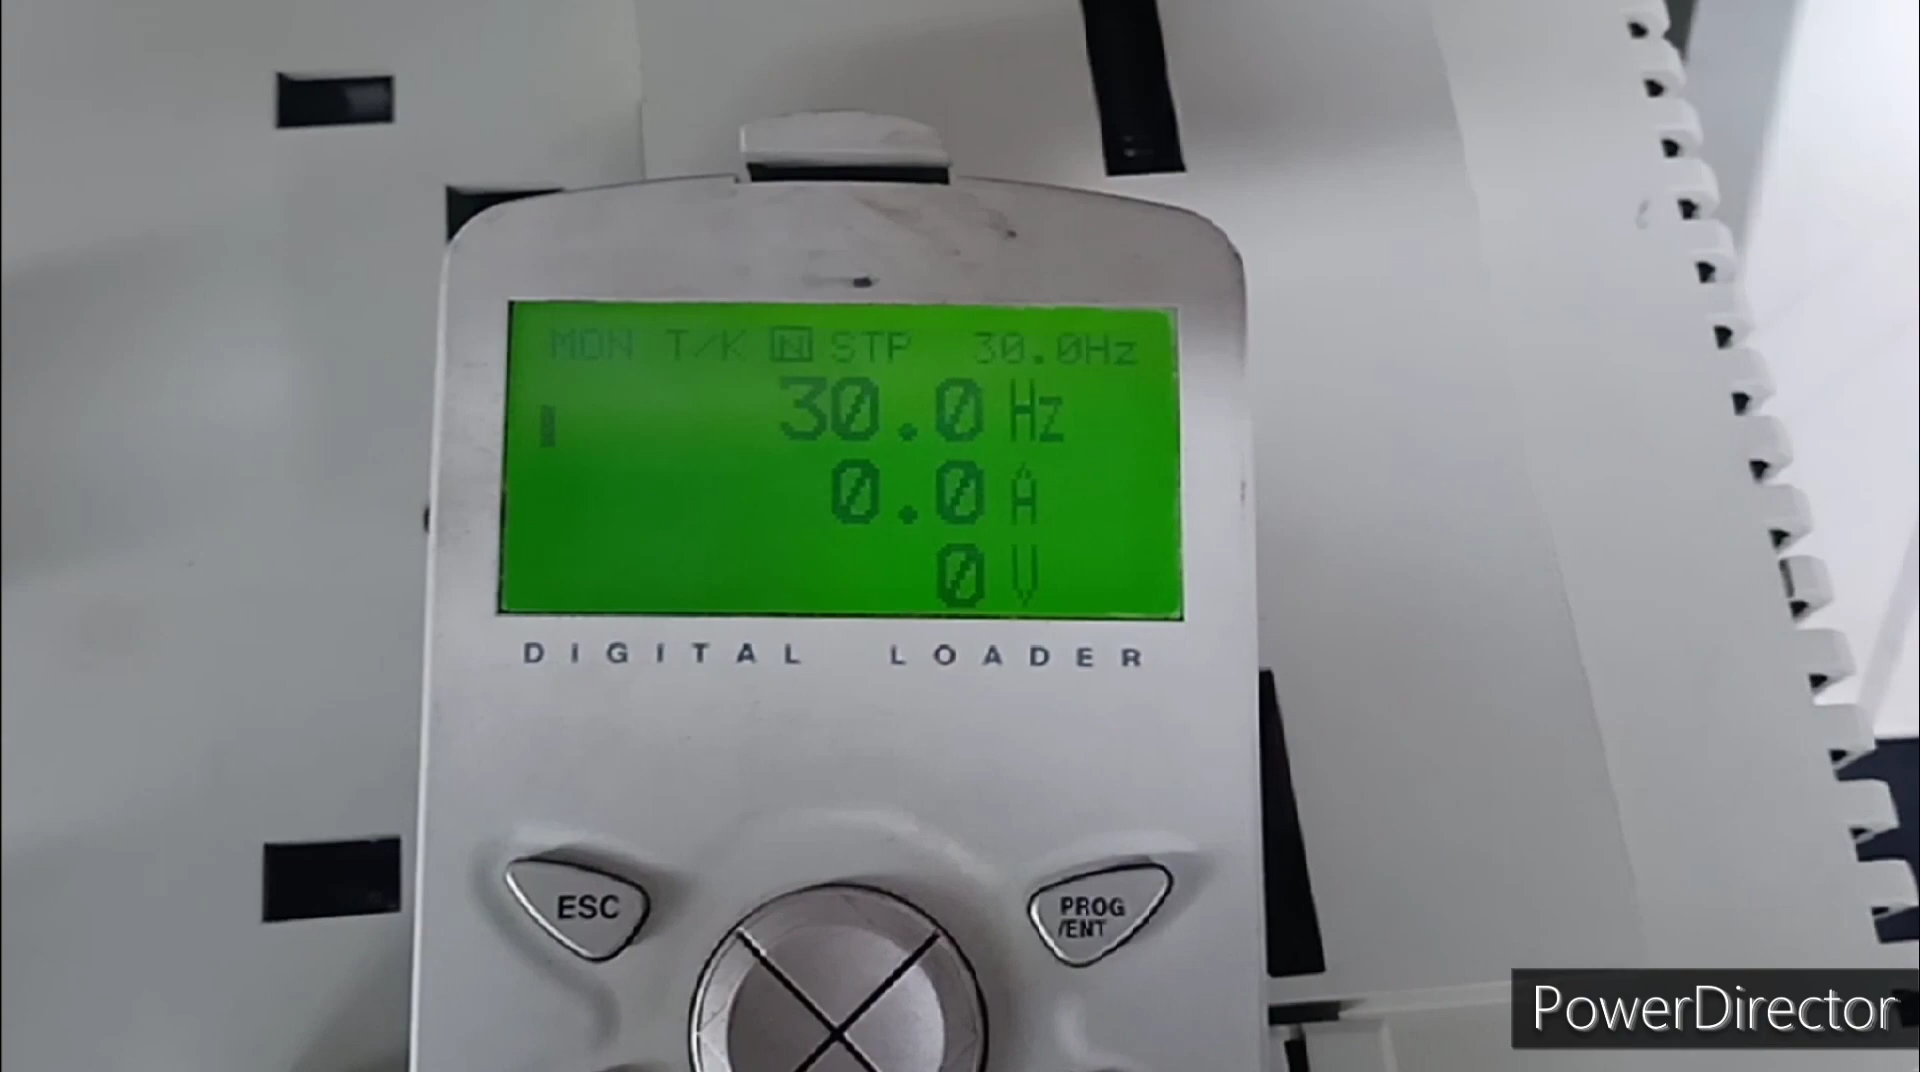 MON T/K N STP 30.0Hz
30.0 Hz
0.0 A
0 V
DIGITAL LOADER
ESC
PROG
/ENT
PowerDirector